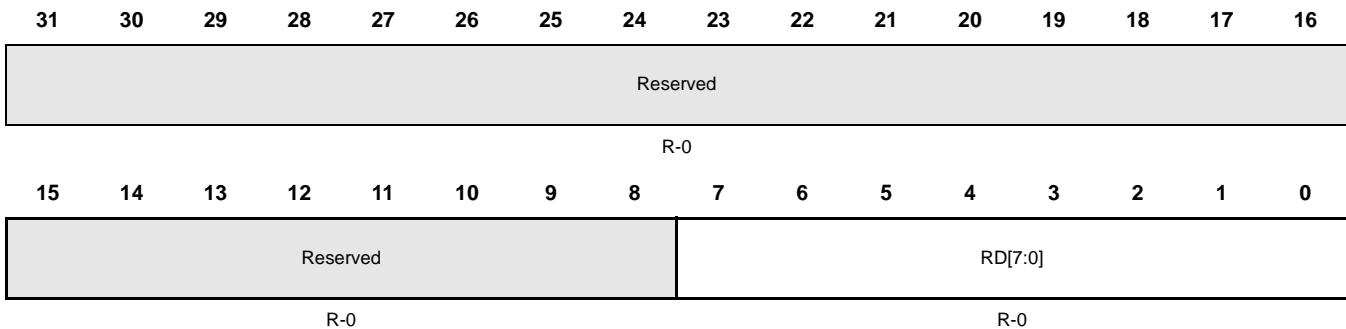 31 30 29 28 27 26 25 24 23 22 21 20 19 18 17 16
Reserved
R-0
15 14 13 12 11 10 9 8 7 6 5 4 3 2 1 0
Reserved RD[7:0]
R-0 R-0